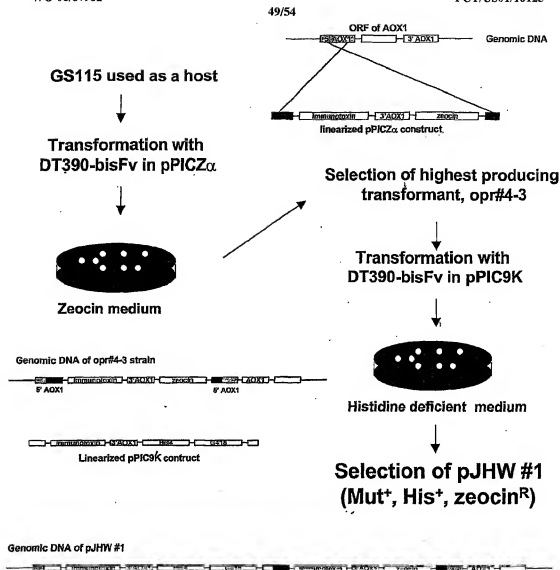 49/54
ORF of AOX1
3' AOX1
Genomic DNA
GS115 used as a host
Immunotoxin 3'AOX1 zeocin
linearized pPICZα construct
Transformation with
DT390-bisFv in pPICZα
Selection of highest producing
transformant, opr#4-3
Transformation with
DT390-bisFv in pPIC9K
Zeocin medium
Genomic DNA of opr#4-3 strain
Immunotoxin 3'AOX1 zeocin AOX1
5' AOX1 5' AOX1
Histidine deficient medium
Immunotoxin 3'AOX1 His4 G418
Linearized pPIC9K contruct
Selection of pJHW #1
(Mut⁺, His⁺, zeocinᴿ)
Genomic DNA of pJHW #1